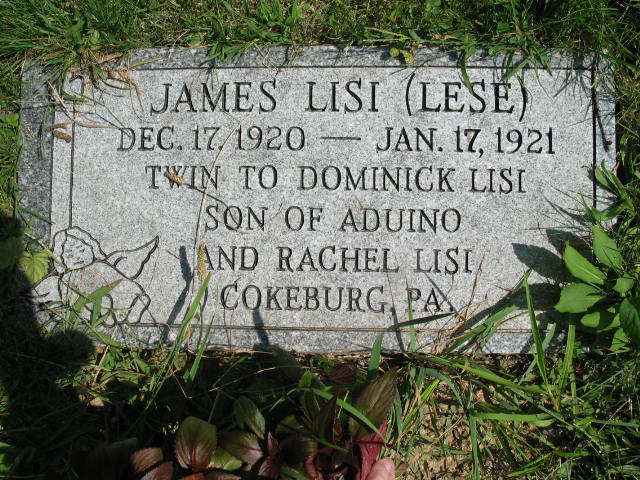 JAMES LISI (LESE)
DEC. 17. 1920 — JAN. 17, 1921
TWIN TO DOMINICK LISI
SON OF ADUINO
AND RACHEL LISI
COKEBURG, PA.